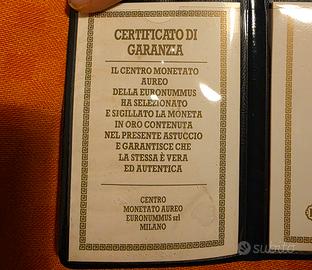 CERTIFICATO DI
GARANZIA
IL CENTRO MONETATO
AUREO
DELLA EURONUMMUS
HA SELEZIONATO
E SIGILLATO LA MONETA
IN ORO CONTENUTA
NEL PRESENTE ASTUCCIO
E GARANTISCE CHE
LA STESSA È VERA
ED AUTENTICA
CENTRO
MONETATO AUREO
EURONUMMUS srl
MILANO
subito